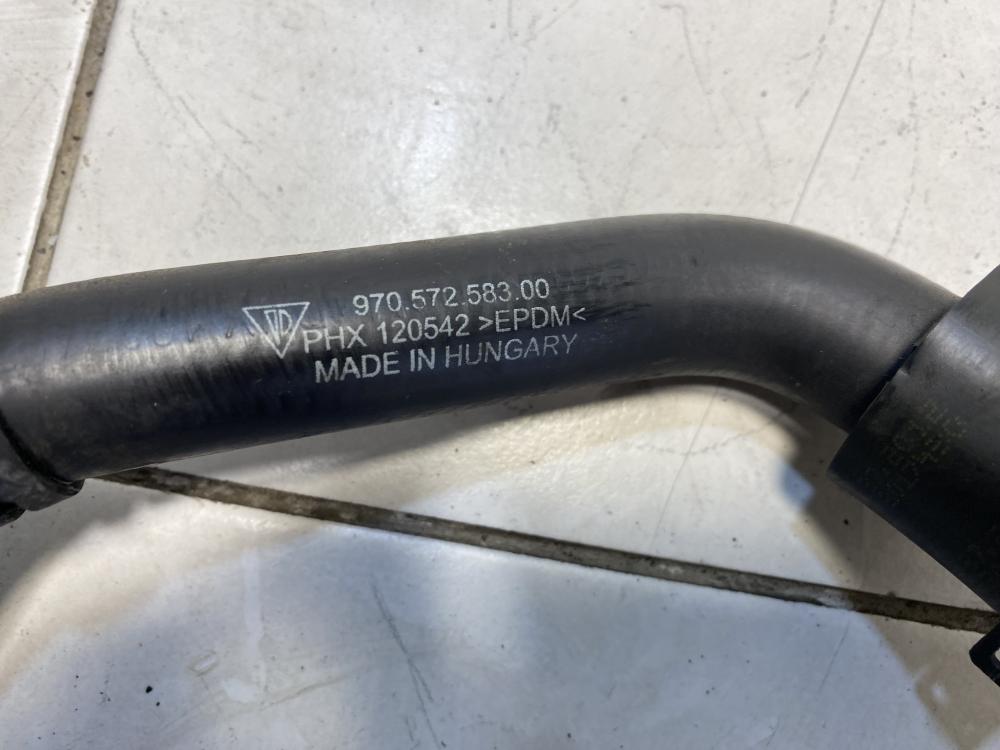 970.572.583.00
PHX 120542 >EPDM<
MADE IN HUNGARY